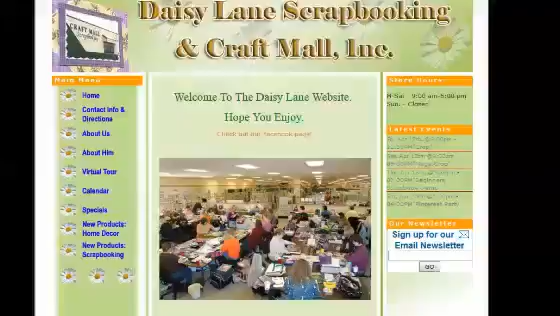 Daisy Lane Scrapbooking
& Craft Mall, Inc.
CRAFT MALL
Main Menu
Home
Contact Info &
Directions
About Us
About Him
Virtual Tour
Calendar
Specials
New Products:
Home Decor
New Products:
Scrapbooking
Welcome To The Daisy Lane Website.
Hope You Enjoy.
Check out our facebook page!
Store Hours
M-Sat 9:00 am-5:00 pm
Sun. - Closed
Latest Events
Our Newsletter
Sign up for our
Email Newsletter
GO